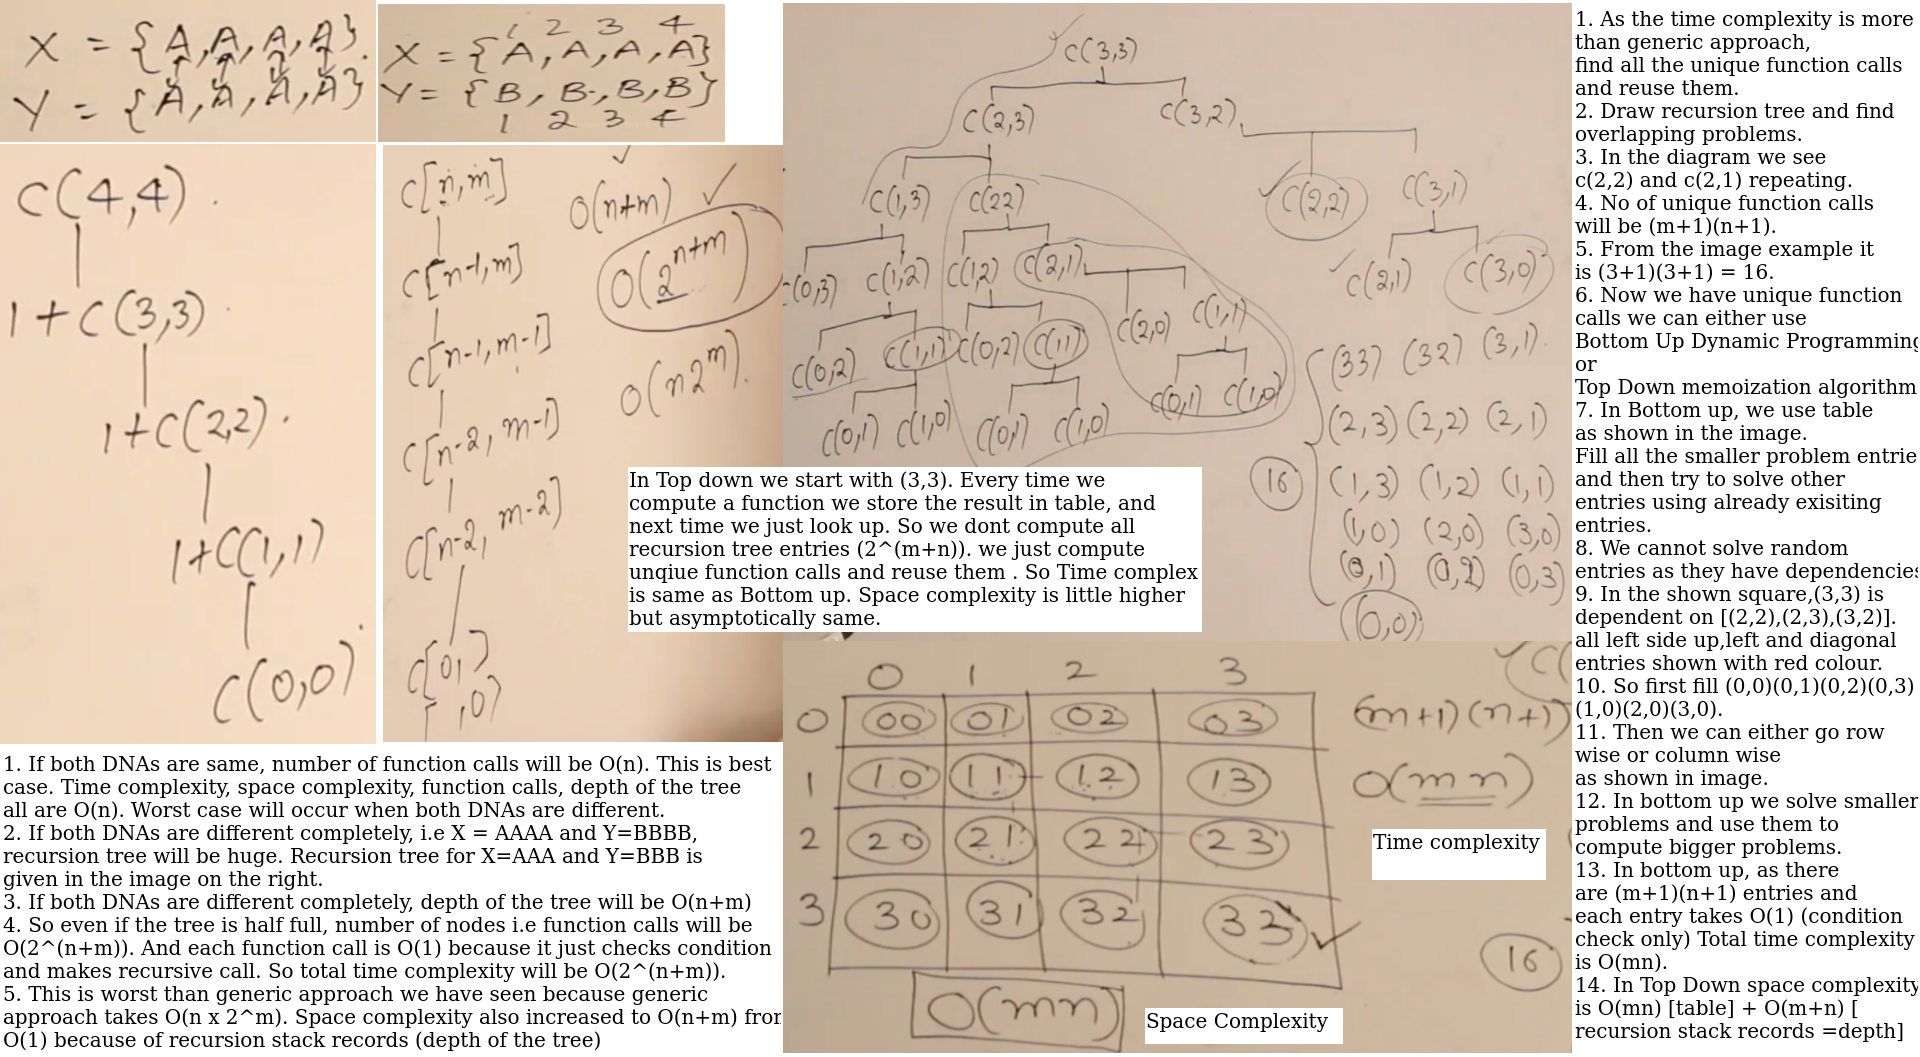 X = {A,A,A,A}.
Y = {A,A,A,A}
1 2 3 4
X = {A,A,A,A}
Y = {B,B,B,B}
1 2 3 4
C(4,4).
1+C(3,3)
1+C(2,2).
1+C(1,1)
C(0,0)
C[n,m]
C[n-1,m]
C[n-1,m-1]
C[n-2,m-1]
C[n-2,m-2]
C[0, ]
[ ,0]
O(n+m)
O(2^n+m)
O(n2^m).
1. If both DNAs are same, number of function calls will be O(n). This is best
case. Time complexity, space complexity, function calls, depth of the tree
all are O(n). Worst case will occur when both DNAs are different.
2. If both DNAs are different completely, i.e X = AAAA and Y=BBBB,
recursion tree will be huge. Recursion tree for X=AAA and Y=BBB is
given in the image on the right.
3. If both DNAs are different completely, depth of the tree will be O(n+m)
4. So even if the tree is half full, number of nodes i.e function calls will be
O(2^(n+m)). And each function call is O(1) because it just checks condition
and makes recursive call. So total time complexity will be O(2^(n+m)).
5. This is worst than generic approach we have seen because generic
approach takes O(n x 2^m). Space complexity also increased to O(n+m) from
O(1) because of recursion stack records (depth of the tree)
C(3,3)
C(2,3) C(3,2)
C(1,3) C(22) C(2,2) C(3,1)
C(0,3) C(1,2) C(1,2) C(2,1) C(2,1) C(3,0)
C(0,2) C(1,1) C(0,2) C(11) C(2,0) C(1,1)
C(0,1) C(1,0) C(0,1) C(1,0) C(0,1) C(1,0)
(33) (32) (3,1).
(2,3) (2,2) (2,1)
16 (1,3) (1,2) (1,1)
(1,0) (2,0) (3,0)
(0,1) (0,2) (0,3)
(0,0)
In Top down we start with (3,3). Every time we
compute a function we store the result in table, and
next time we just look up. So we dont compute all
recursion tree entries (2^(m+n)). we just compute
unqiue function calls and reuse them . So Time complex
is same as Bottom up. Space complexity is little higher
but asymptotically same.
0 1 2 3
0 00 01 02 03
1 10 11 12 13
2 20 21 22 23
3 30 31 32 33
(m+1)(n+1)
O(mn)
Time complexity
16
O(mn)
Space Complexity
1. As the time complexity is more
than generic approach,
find all the unique function calls
and reuse them.
2. Draw recursion tree and find
overlapping problems.
3. In the diagram we see
c(2,2) and c(2,1) repeating.
4. No of unique function calls
will be (m+1)(n+1).
5. From the image example it
is (3+1)(3+1) = 16.
6. Now we have unique function
calls we can either use
Bottom Up Dynamic Programming
or
Top Down memoization algorithm
7. In Bottom up, we use table
as shown in the image.
Fill all the smaller problem entrie
and then try to solve other
entries using already exisiting
entries.
8. We cannot solve random
entries as they have dependencies
9. In the shown square,(3,3) is
dependent on [(2,2),(2,3),(3,2)].
all left side up,left and diagonal
entries shown with red colour.
10. So first fill (0,0)(0,1)(0,2)(0,3)
(1,0)(2,0)(3,0).
11. Then we can either go row
wise or column wise
as shown in image.
12. In bottom up we solve smaller
problems and use them to
compute bigger problems.
13. In bottom up, as there
are (m+1)(n+1) entries and
each entry takes O(1) (condition
check only) Total time complexity
is O(mn).
14. In Top Down space complexity
is O(mn) [table] + O(m+n) [
recursion stack records =depth]